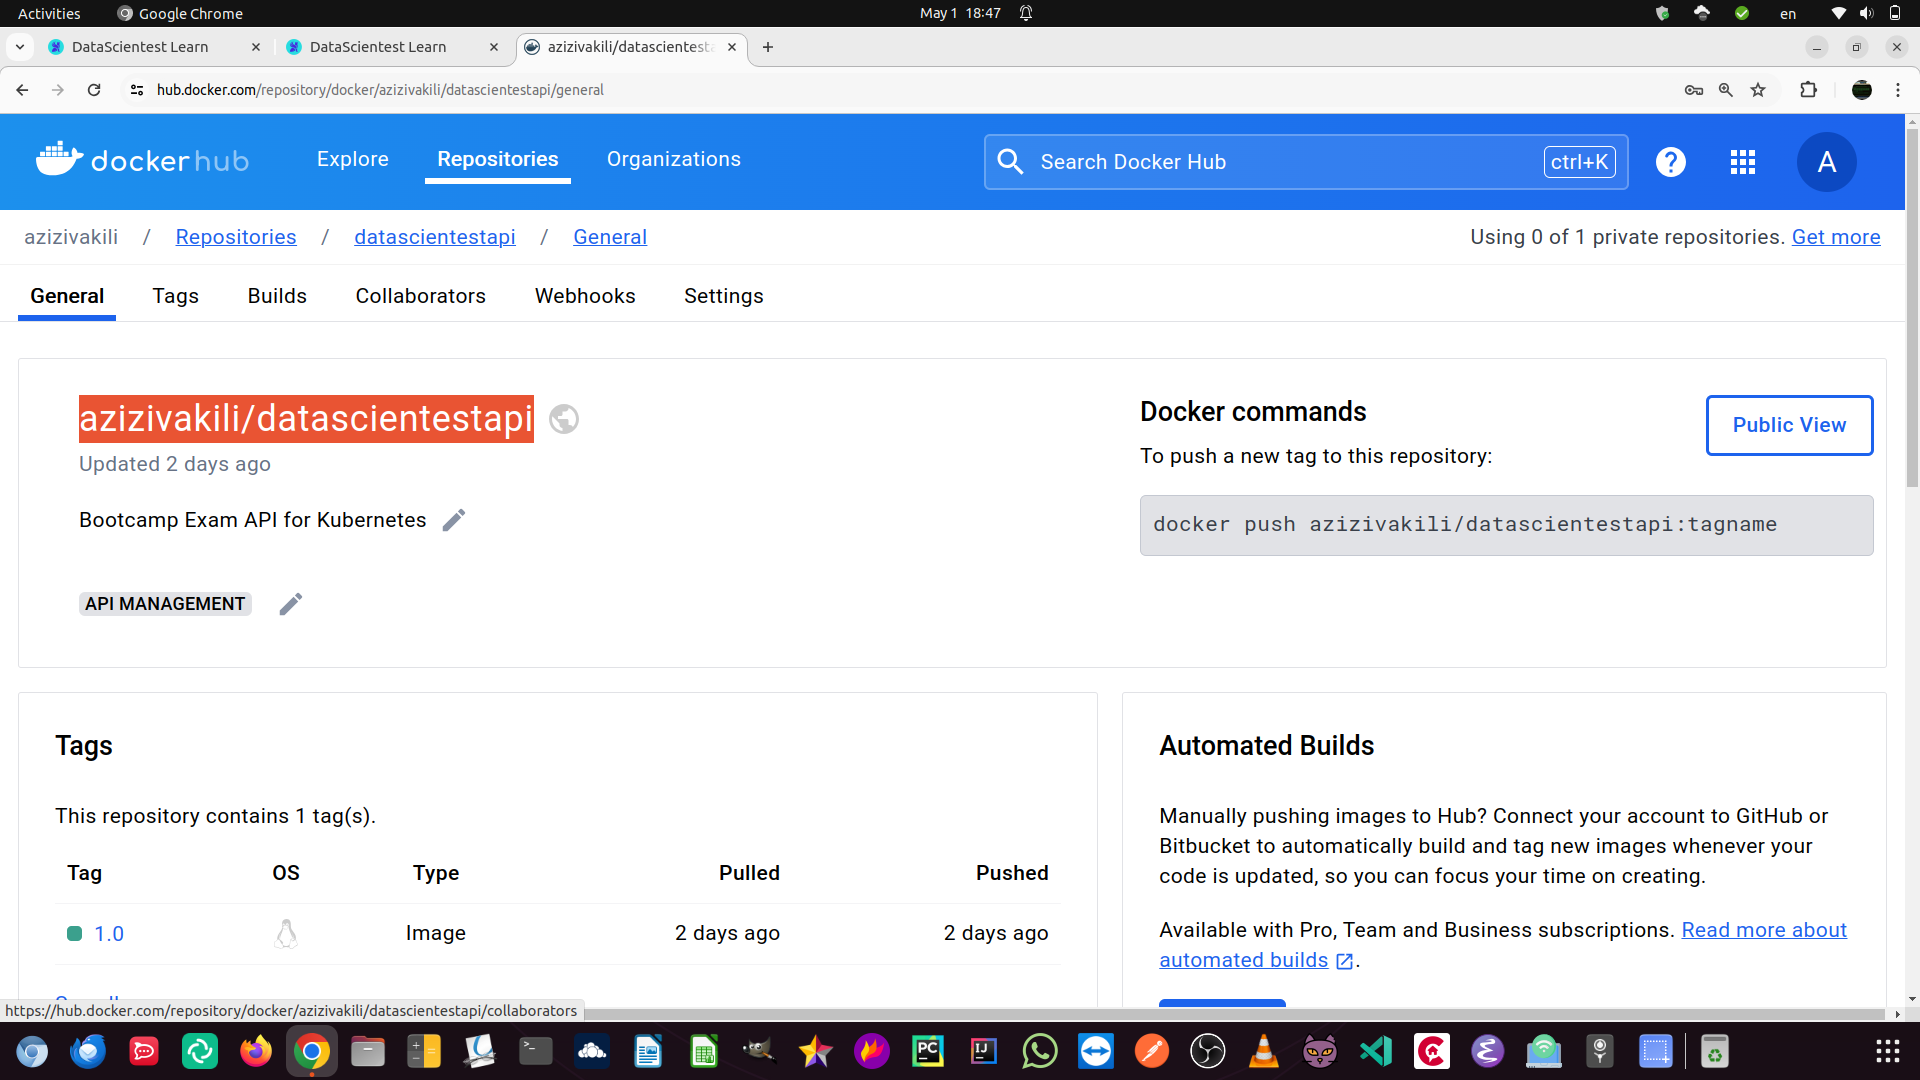 Activities Google Chrome May 1 18:47 en
DataScientest Learn DataScientest Learn azizivakili/datascientest
hub.docker.com/repository/docker/azizivakili/datascientestapi/general
docker hub Explore Repositories Organizations Search Docker Hub ctrl+K ? A
azizivakili / Repositories / datascientestapi / General Using 0 of 1 private repositories. Get more
General Tags Builds Collaborators Webhooks Settings
azizivakili/datascientestapi
Updated 2 days ago
Bootcamp Exam API for Kubernetes
API MANAGEMENT
Docker commands
Public View
To push a new tag to this repository:
docker push azizivakili/datascientestapi:tagname
Tags
This repository contains 1 tag(s).
Tag OS Type Pulled Pushed
1.0 Image 2 days ago 2 days ago
Automated Builds
Manually pushing images to Hub? Connect your account to GitHub or
Bitbucket to automatically build and tag new images whenever your
code is updated, so you can focus your time on creating.
Available with Pro, Team and Business subscriptions. Read more about
automated builds .
https://hub.docker.com/repository/docker/azizivakili/datascientestapi/collaborators
PC IJ